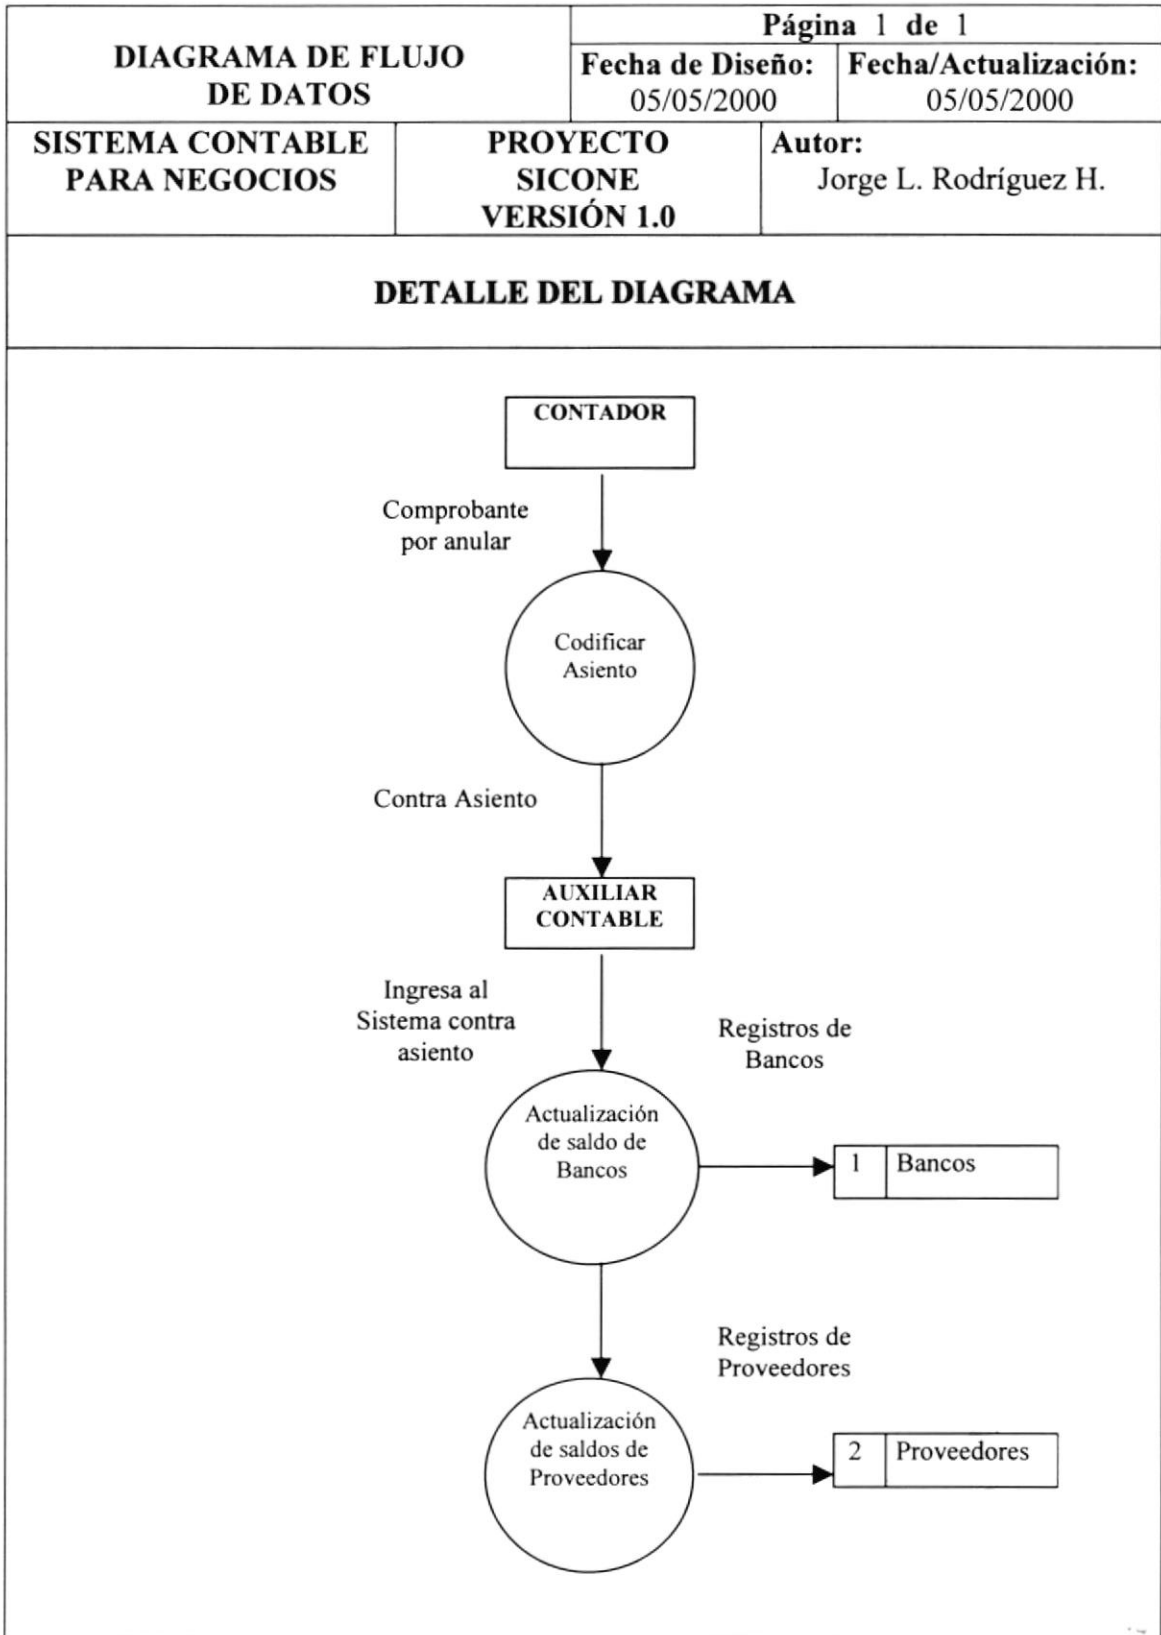 DIAGRAMA DE FLUJO
DE DATOS
Página 1 de 1
Fecha de Diseño:
05/05/2000
Fecha/Actualización:
05/05/2000
SISTEMA CONTABLE
PARA NEGOCIOS
PROYECTO
SICONE
VERSIÓN 1.0
Autor:
Jorge L. Rodríguez H.
DETALLE DEL DIAGRAMA
CONTADOR
Comprobante
por anular
Codificar
Asiento
Contra Asiento
AUXILIAR
CONTABLE
Ingresa al
Sistema contra
asiento
Registros de
Bancos
Actualización
de saldo de
Bancos
1 Bancos
Registros de
Proveedores
Actualización
de saldos de
Proveedores
2 Proveedores